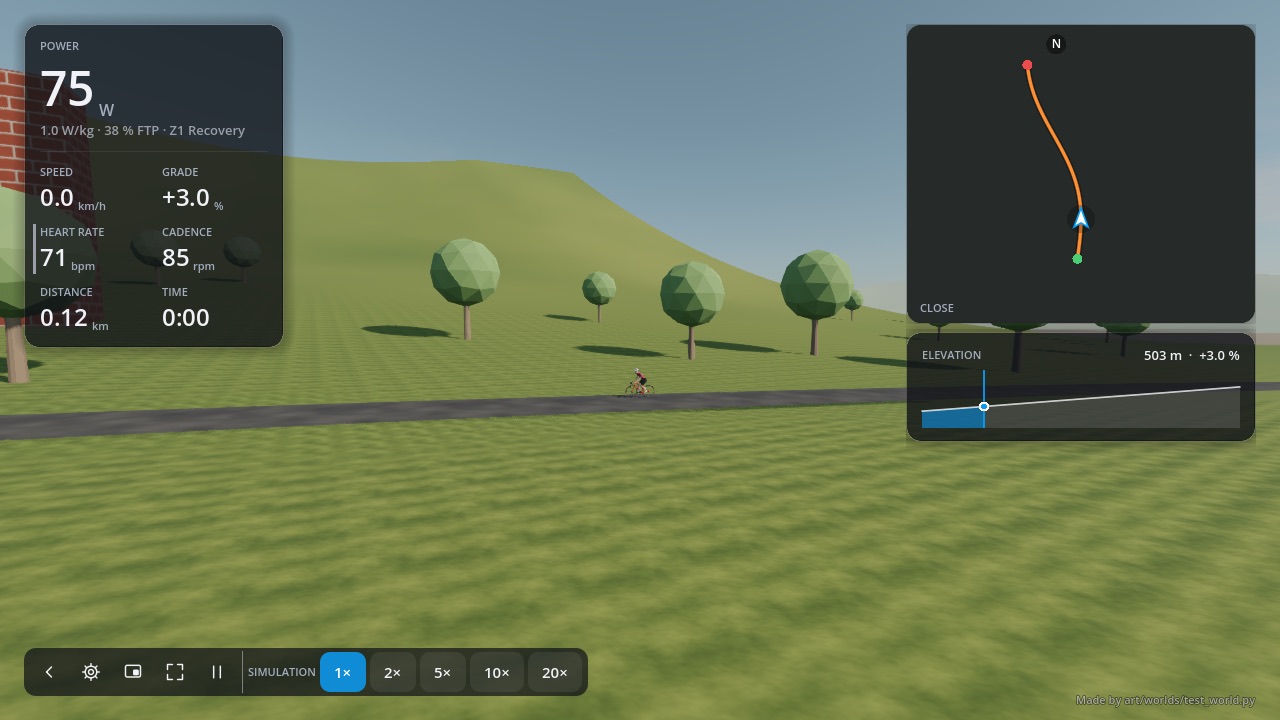 POWER
75 W
1.0 W/kg · 38 % FTP · Z1 Recovery
SPEED GRADE
0.0 km/h +3.0 %
HEART RATE CADENCE
71 bpm 85 rpm
DISTANCE TIME
0.12 km 0:00
N
CLOSE
ELEVATION 503 m · +3.0 %
SIMULATION 1× 2× 5× 10× 20×
Made by art/worlds/test_world.py